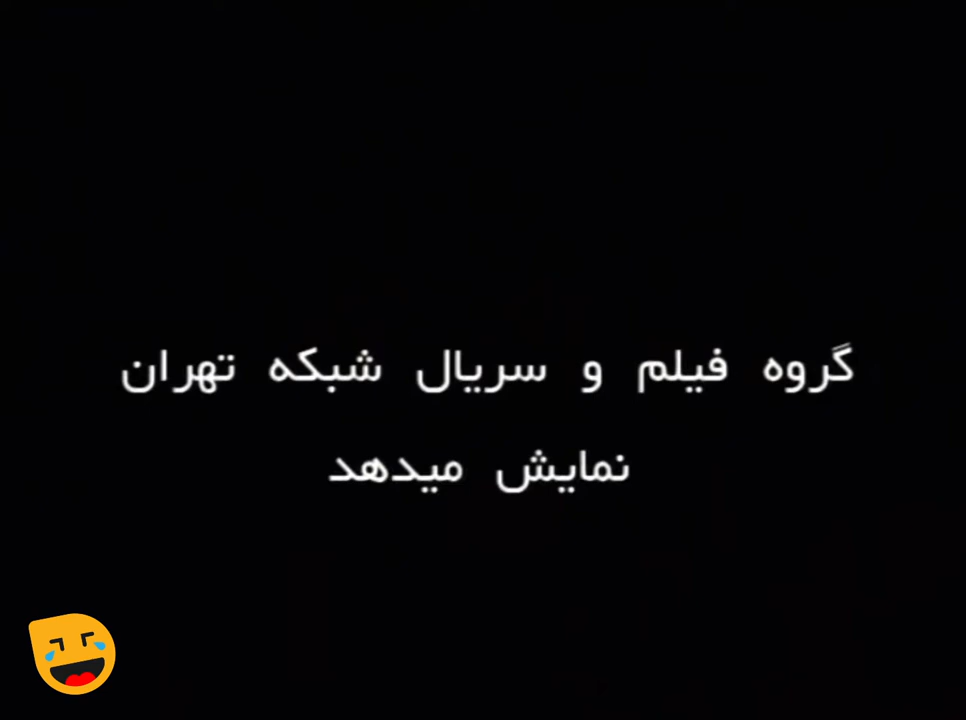 گروه فیلم و سریال شبکه تهران
نمایش میدهد